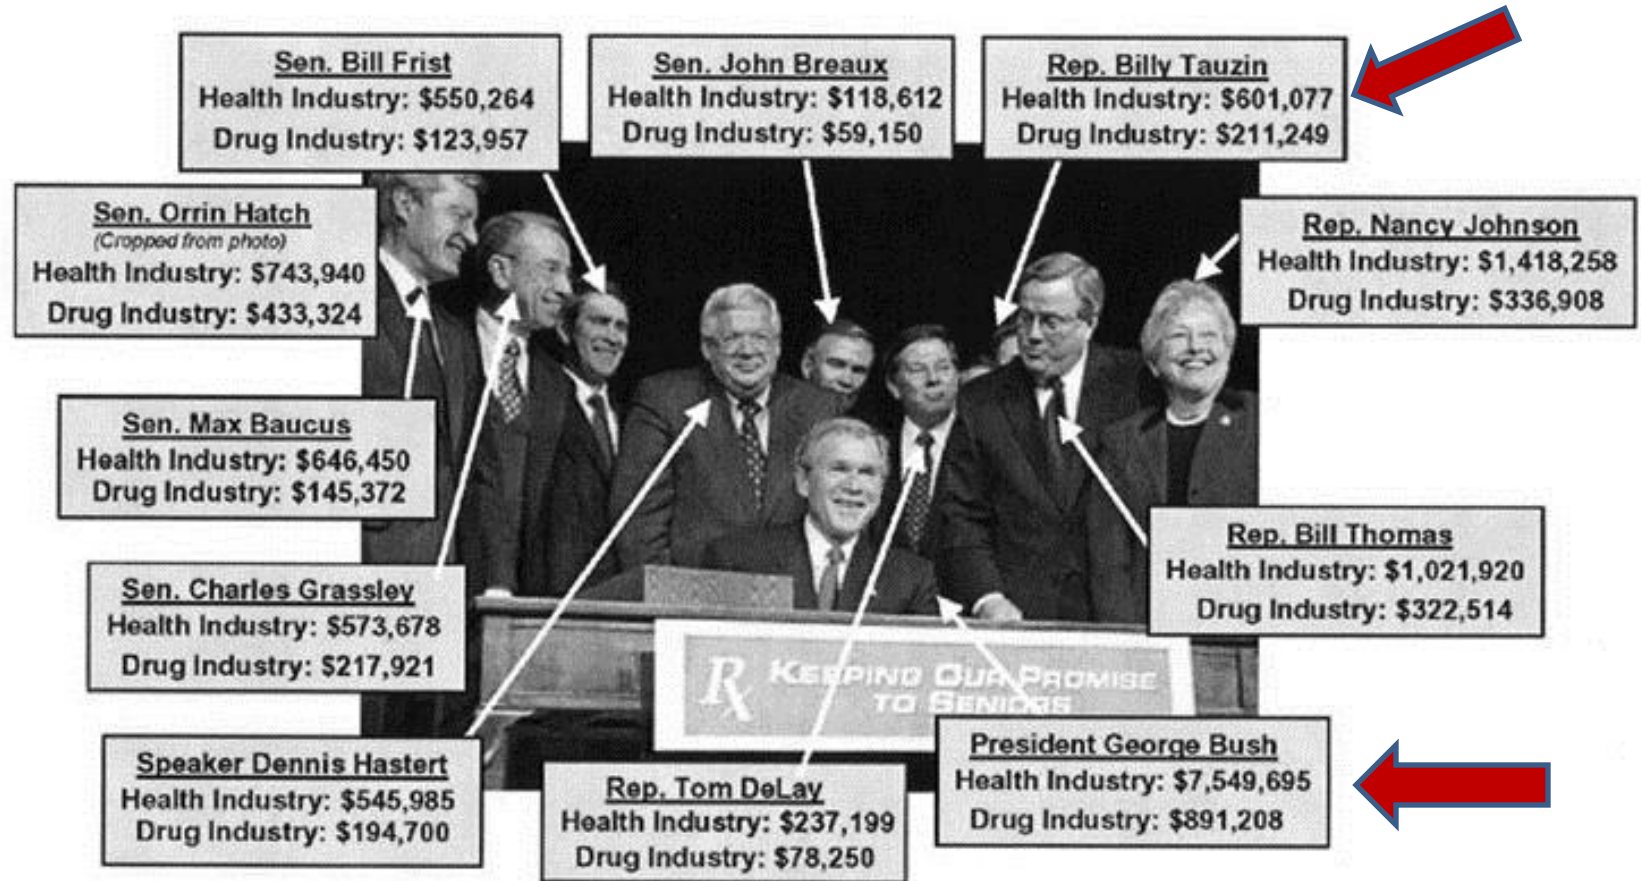 Sen. Bill Frist
Health Industry: $550,264
Drug Industry: $123,957
Sen. John Breaux
Health Industry: $118,612
Drug Industry: $59,150
Rep. Billy Tauzin
Health Industry: $601,077
Drug Industry: $211,249
Sen. Orrin Hatch
(Cropped from photo)
Health Industry: $743,940
Drug Industry: $433,324
Rep. Nancy Johnson
Health Industry: $1,418,258
Drug Industry: $336,908
Sen. Max Baucus
Health Industry: $646,450
Drug Industry: $145,372
Rep. Bill Thomas
Health Industry: $1,021,920
Drug Industry: $322,514
Sen. Charles Grassley
Health Industry: $573,678
Drug Industry: $217,921
Rx KEEPING OUR PROMISE
TO SENIORS
Speaker Dennis Hastert
Health Industry: $545,985
Drug Industry: $194,700
Rep. Tom DeLay
Health Industry: $237,199
Drug Industry: $78,250
President George Bush
Health Industry: $7,549,695
Drug Industry: $891,208